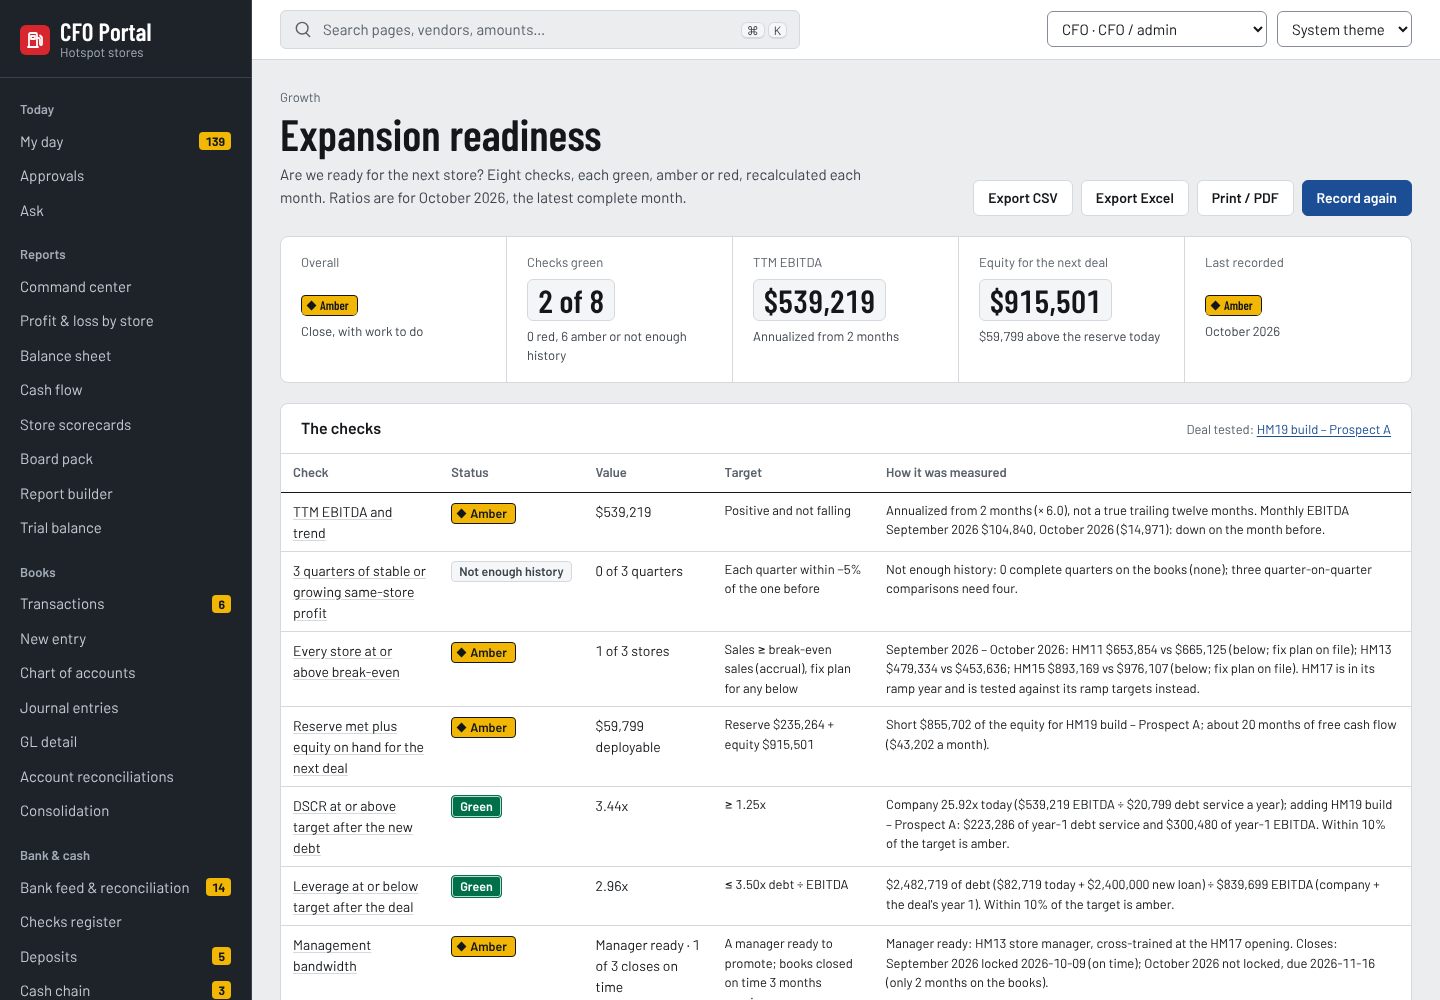 CFO Portal
Hotspot stores
Search pages, vendors, amounts...
⌘ K
CFO · CFO / admin
System theme
Today
My day 139
Approvals
Ask
Reports
Command center
Profit & loss by store
Balance sheet
Cash flow
Store scorecards
Board pack
Report builder
Trial balance
Books
Transactions 6
New entry
Chart of accounts
Journal entries
GL detail
Account reconciliations
Consolidation
Bank & cash
Bank feed & reconciliation 14
Checks register
Deposits 5
Cash chain 3
Growth
Expansion readiness
Are we ready for the next store? Eight checks, each green, amber or red, recalculated each
month. Ratios are for October 2026, the latest complete month.
Export CSV
Export Excel
Print / PDF
Record again
Overall
◆ Amber
Close, with work to do
Checks green
2 of 8
0 red, 6 amber or not enough
history
TTM EBITDA
$539,219
Annualized from 2 months
Equity for the next deal
$915,501
$59,799 above the reserve today
Last recorded
◆ Amber
October 2026
The checks
Deal tested: HM19 build – Prospect A
Check Status Value Target How it was measured
TTM EBITDA and
trend
◆ Amber
$539,219
Positive and not falling
Annualized from 2 months (× 6.0), not a true trailing twelve months. Monthly EBITDA
September 2026 $104,840, October 2026 ($14,971): down on the month before.
3 quarters of stable or
growing same-store
profit
Not enough history
0 of 3 quarters
Each quarter within −5%
of the one before
Not enough history: 0 complete quarters on the books (none); three quarter-on-quarter
comparisons need four.
Every store at or
above break-even
◆ Amber
1 of 3 stores
Sales ≥ break-even
sales (accrual), fix plan
for any below
September 2026 – October 2026: HM11 $653,854 vs $665,125 (below; fix plan on file); HM13
$479,334 vs $453,636; HM15 $893,169 vs $976,107 (below; fix plan on file). HM17 is in its
ramp year and is tested against its ramp targets instead.
Reserve met plus
equity on hand for the
next deal
◆ Amber
$59,799
deployable
Reserve $235,264 +
equity $915,501
Short $855,702 of the equity for HM19 build – Prospect A; about 20 months of free cash flow
($43,202 a month).
DSCR at or above
target after the new
debt
Green
3.44x
≥ 1.25x
Company 25.92x today ($539,219 EBITDA ÷ $20,799 debt service a year); adding HM19 build
– Prospect A: $223,286 of year-1 debt service and $300,480 of year-1 EBITDA. Within 10%
of the target is amber.
Leverage at or below
target after the deal
Green
2.96x
≤ 3.50x debt ÷ EBITDA
$2,482,719 of debt ($82,719 today + $2,400,000 new loan) ÷ $839,699 EBITDA (company +
the deal's year 1). Within 10% of the target is amber.
Management
bandwidth
◆ Amber
Manager ready · 1
of 3 closes on
time
A manager ready to
promote; books closed
on time 3 months
Manager ready: HM13 store manager, cross-trained at the HM17 opening. Closes:
September 2026 locked 2026-10-09 (on time); October 2026 not locked, due 2026-11-16
(only 2 months on the books).